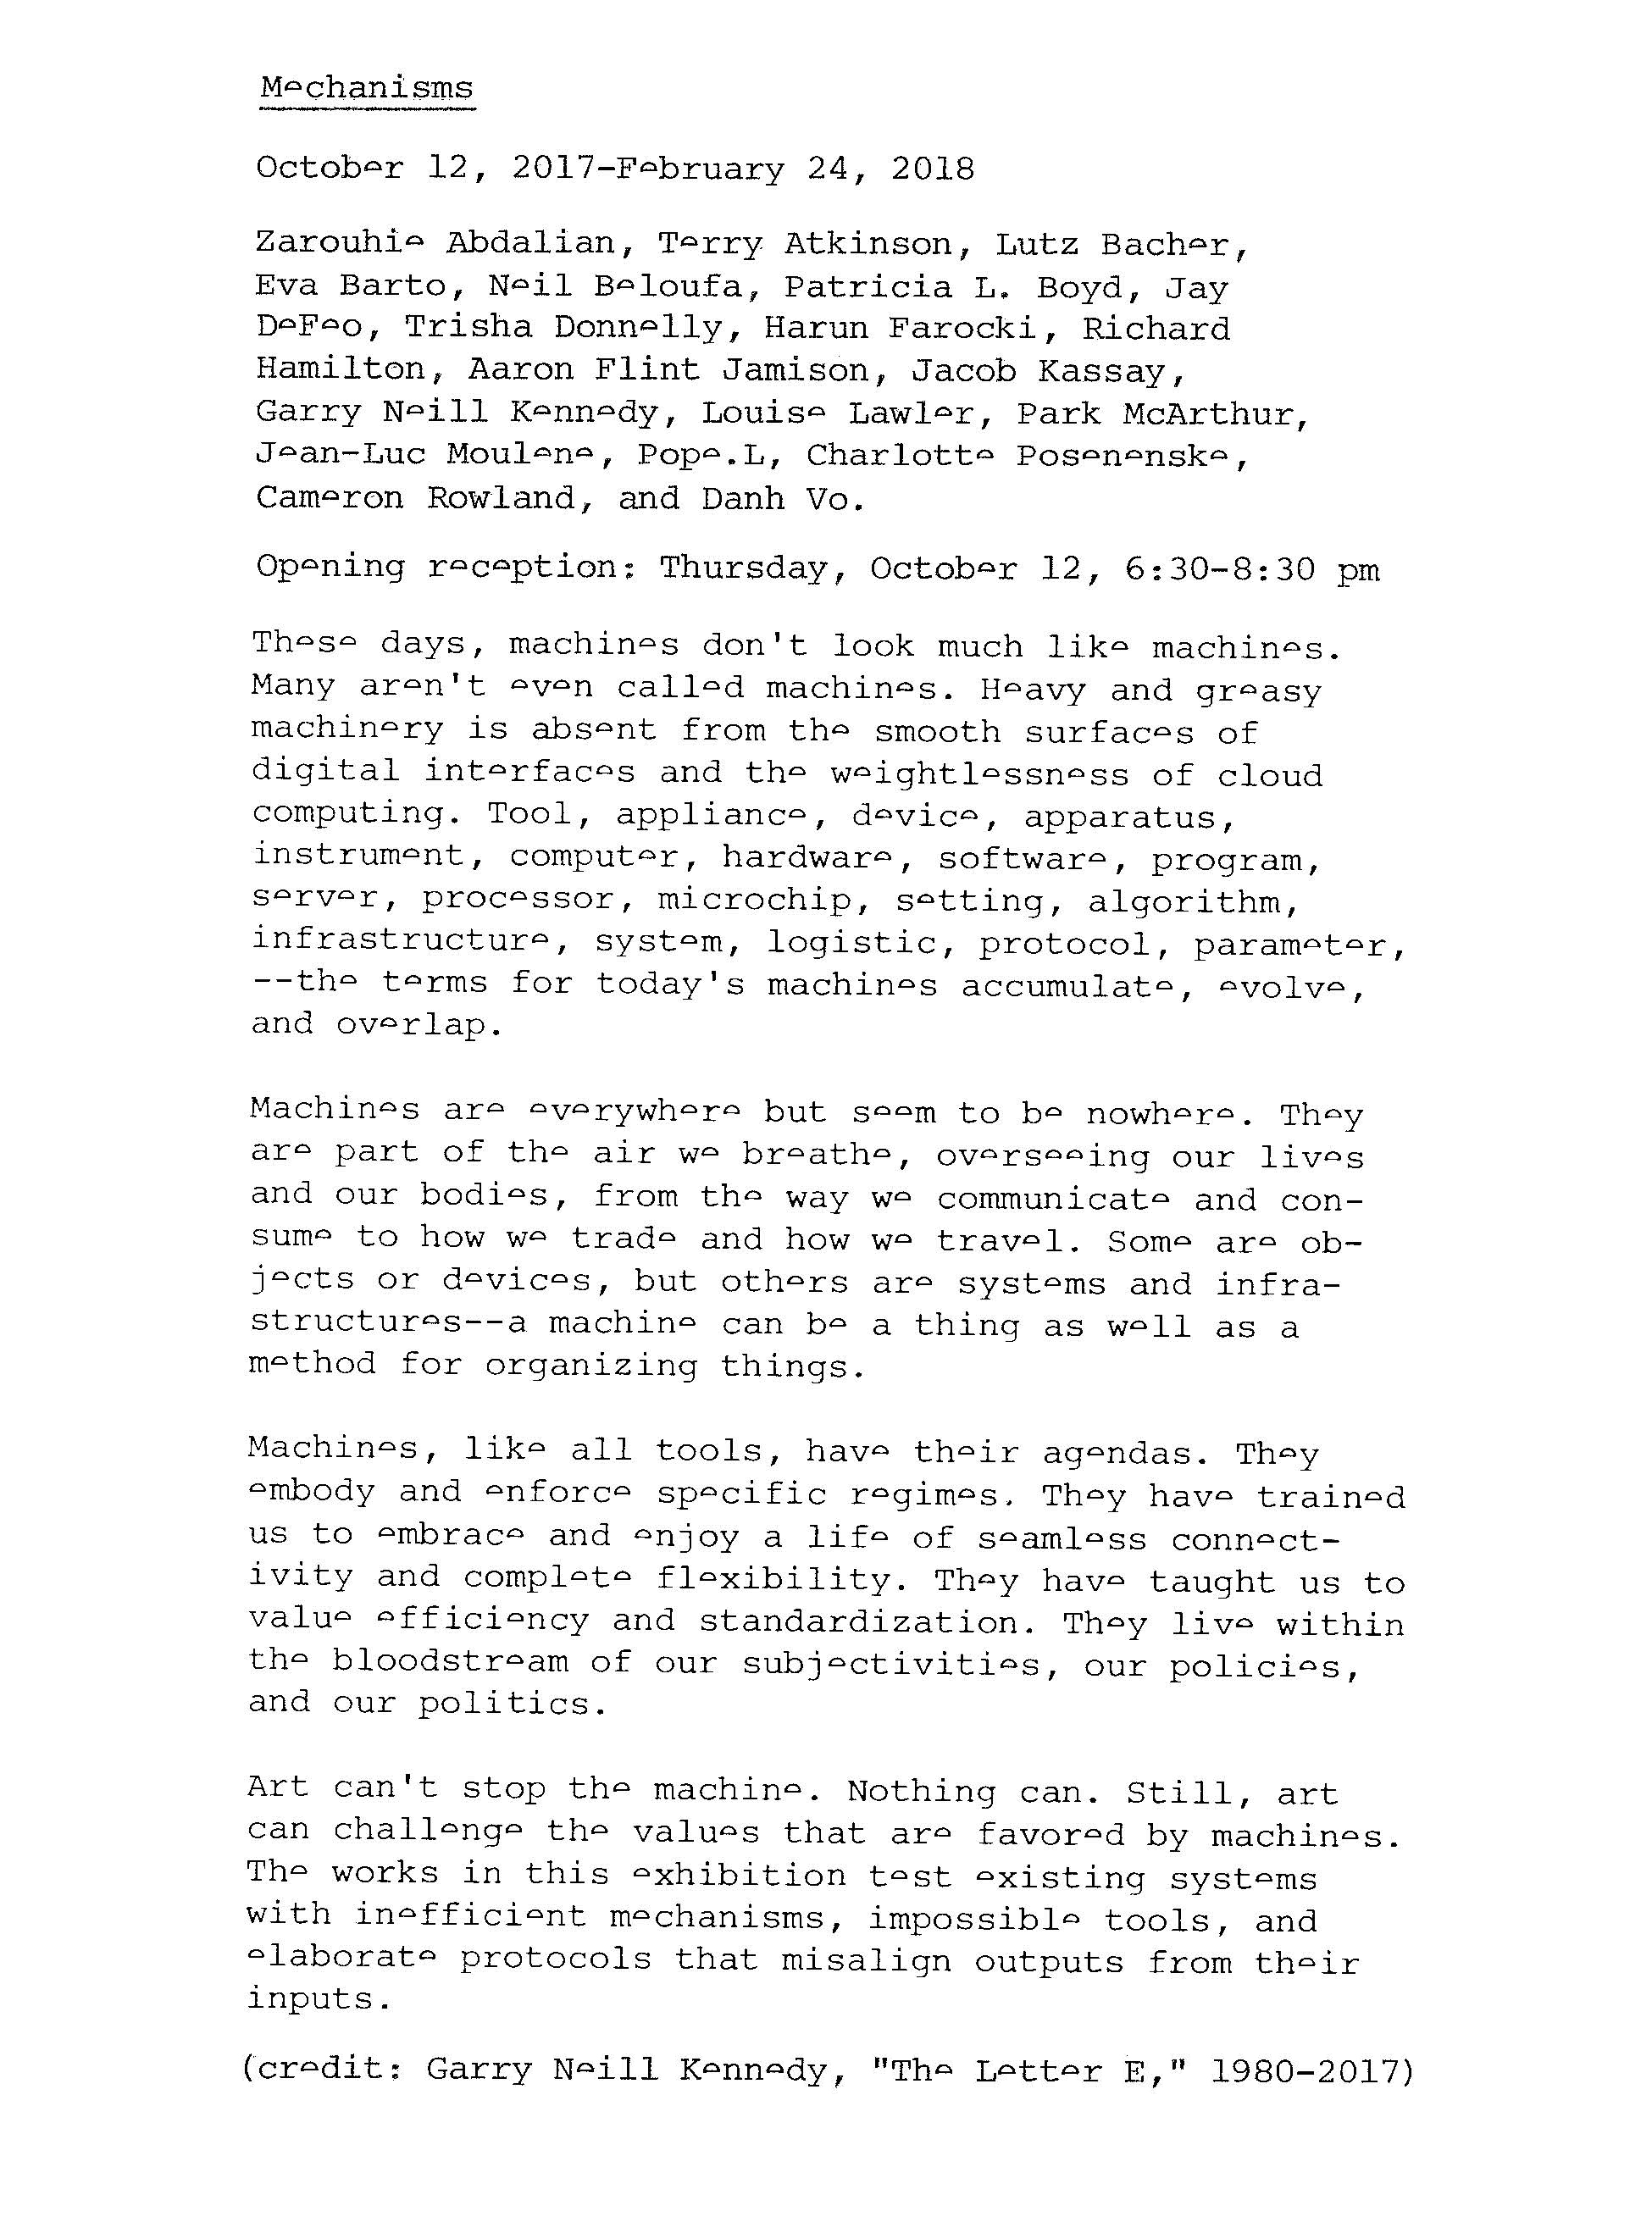 Mechanisms
October 12, 2017-February 24, 2018
Zarouhie Abdalian, Terry Atkinson, Lutz Bacher,
Eva Barto, Neil Beloufa, Patricia L. Boyd, Jay
DeFeo, Trisha Donnelly, Harun Farocki, Richard
Hamilton, Aaron Flint Jamison, Jacob Kassay,
Garry Neill Kennedy, Louise Lawler, Park McArthur,
Jean-Luc Moulene, Pope.L, Charlotte Posenenske,
Cameron Rowland, and Danh Vo.
Opening reception: Thursday, October 12, 6:30-8:30 pm
These days, machines don't look much like machines.
Many aren't even called machines. Heavy and greasy
machinery is absent from the smooth surfaces of
digital interfaces and the weightlessness of cloud
computing. Tool, appliance, device, apparatus,
instrument, computer, hardware, software, program,
server, processor, microchip, setting, algorithm,
infrastructure, system, logistic, protocol, parameter,
--the terms for today's machines accumulate, evolve,
and overlap.
Machines are everywhere but seem to be nowhere. They
are part of the air we breathe, overseeing our lives
and our bodies, from the way we communicate and con-
sume to how we trade and how we travel. Some are ob-
jects or devices, but others are systems and infra-
structures--a machine can be a thing as well as a
method for organizing things.
Machines, like all tools, have their agendas. They
embody and enforce specific regimes. They have trained
us to embrace and enjoy a life of seamless connect-
ivity and complete flexibility. They have taught us to
value efficiency and standardization. They live within
the bloodstream of our subjectivities, our policies,
and our politics.
Art can't stop the machine. Nothing can. Still, art
can challenge the values that are favored by machines.
The works in this exhibition test existing systems
with inefficient mechanisms, impossible tools, and
elaborate protocols that misalign outputs from their
inputs.
(credit: Garry Neill Kennedy, "The Letter E," 1980-2017)